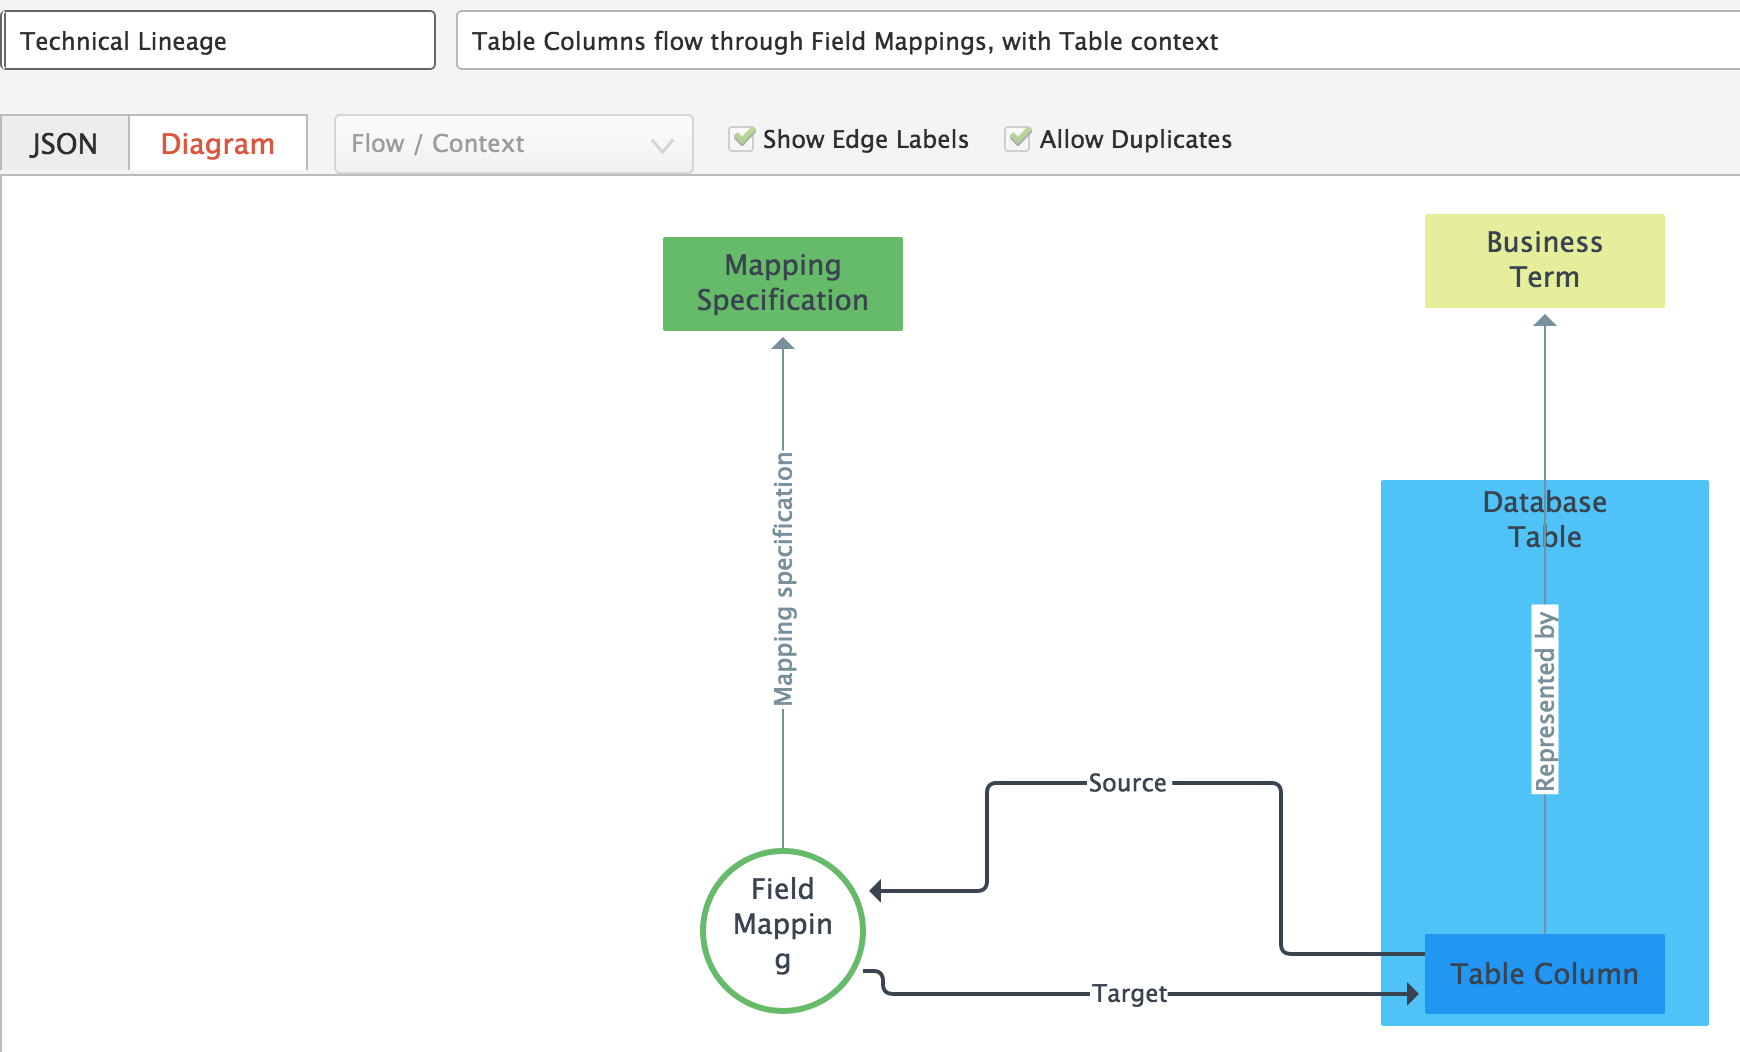 Technical Lineage
Table Columns flow through Field Mappings, with Table context
JSON
Diagram
Flow / Context
Show Edge Labels
Allow Duplicates
Mapping
Specification
Business
Term
Mapping specification
Database
Table
Represented by
Source
Field
Mappin
g
Target
Table Column